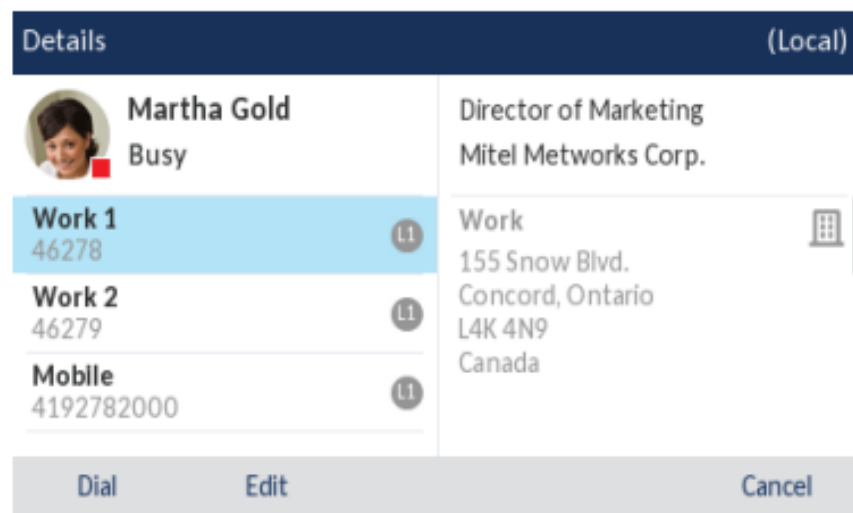 Details
(Local)
Martha Gold
Busy
Work 1
46278
L1
Work 2
46279
L1
Mobile
4192782000
L1
Director of Marketing
Mitel Metworks Corp.
Work
155 Snow Blvd.
Concord, Ontario
L4K 4N9
Canada
Dial
Edit
Cancel